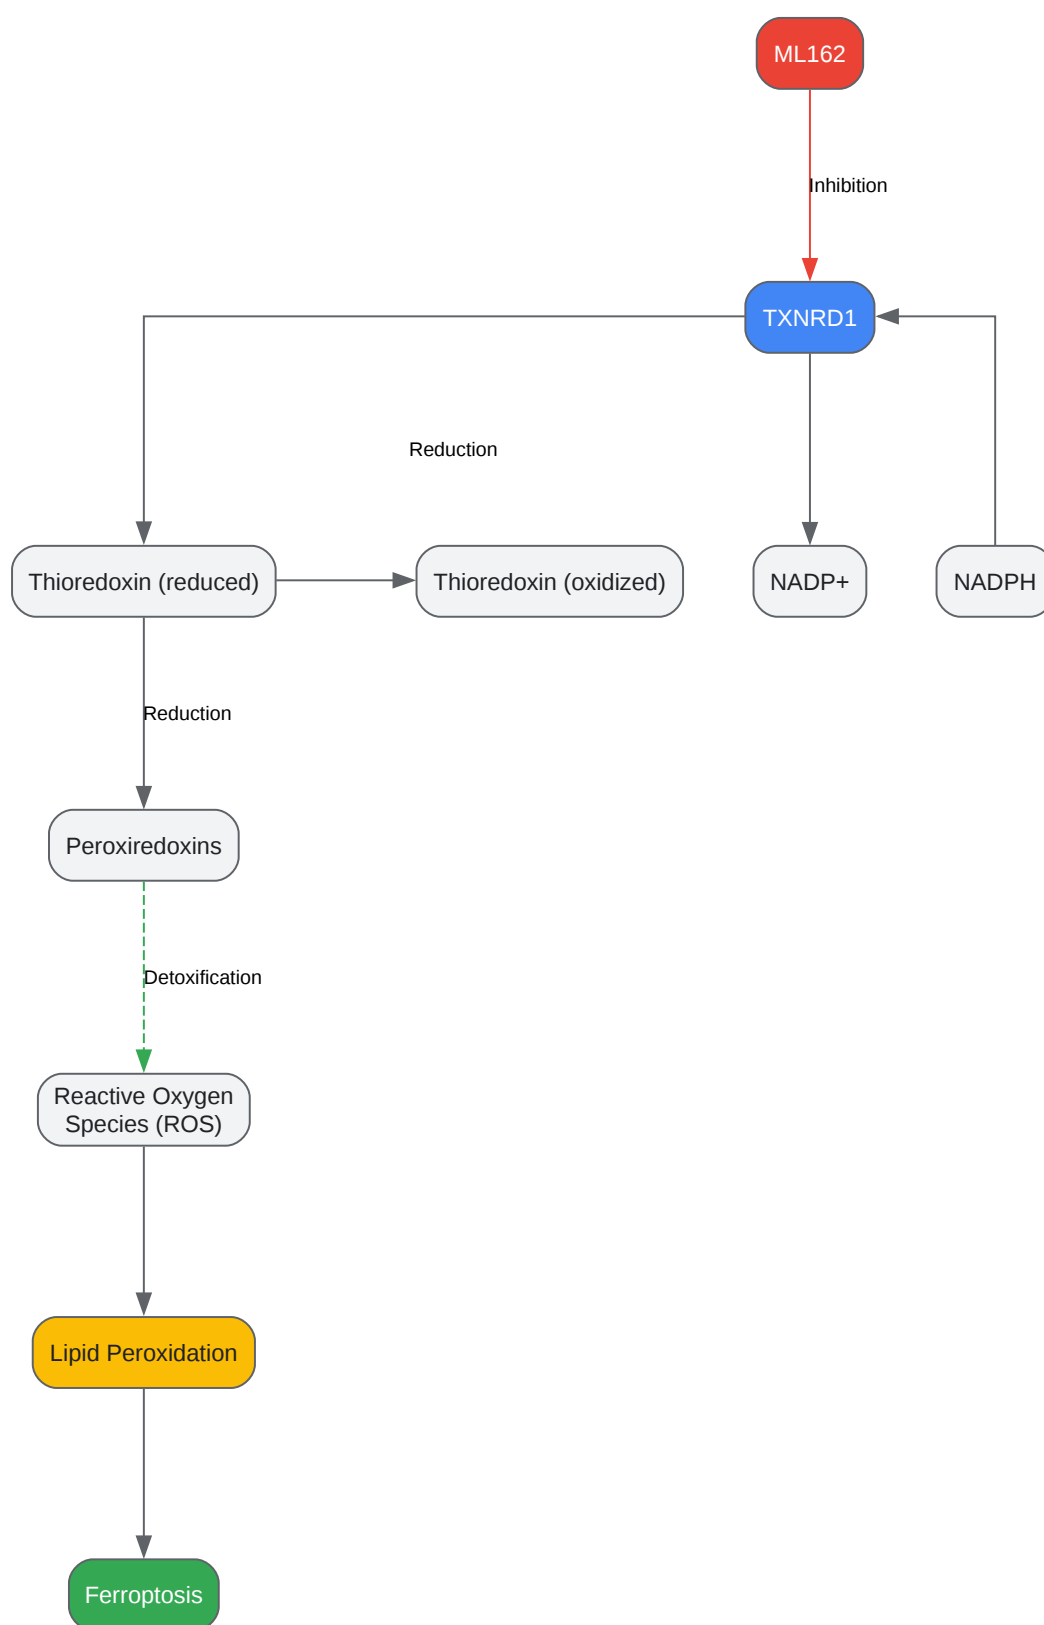 ML162
Inhibition
TXNRD1
Reduction
Thioredoxin (reduced)
Thioredoxin (oxidized)
NADP+
NADPH
Reduction
Peroxiredoxins
Detoxification
Reactive Oxygen
Species (ROS)
Lipid Peroxidation
Ferroptosis